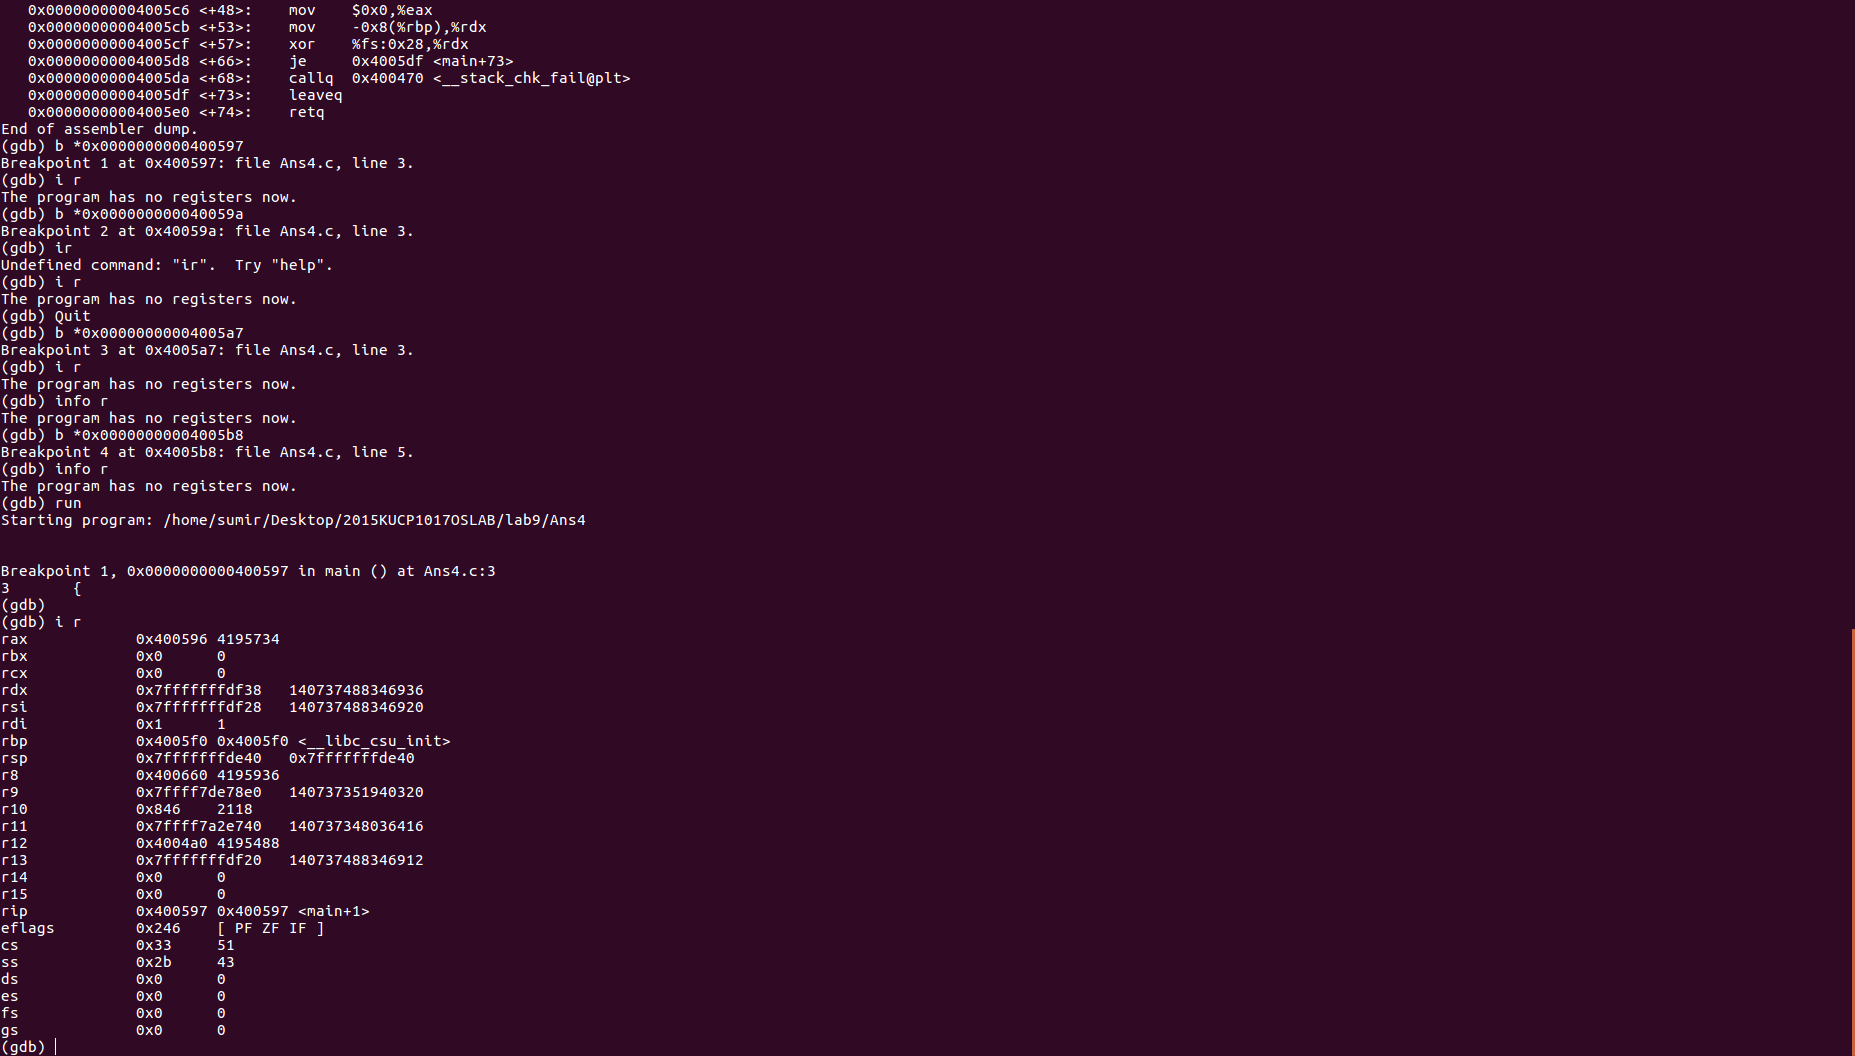 0x00000000004005c6 <+48>:    mov    $0x0,%eax
0x00000000004005cb <+53>:    mov    -0x8(%rbp),%rdx
0x00000000004005cf <+57>:    xor    %fs:0x28,%rdx
0x00000000004005d8 <+66>:    je     0x4005df <main+73>
0x00000000004005da <+68>:    callq  0x400470 <__stack_chk_fail@plt>
0x00000000004005df <+73>:    leaveq
0x00000000004005e0 <+74>:    retq
End of assembler dump.
(gdb) b *0x0000000000400597
Breakpoint 1 at 0x400597: file Ans4.c, line 3.
(gdb) i r
The program has no registers now.
(gdb) b *0x000000000040059a
Breakpoint 2 at 0x40059a: file Ans4.c, line 3.
(gdb) ir
Undefined command: "ir".  Try "help".
(gdb) i r
The program has no registers now.
(gdb) Quit
(gdb) b *0x00000000004005a7
Breakpoint 3 at 0x4005a7: file Ans4.c, line 3.
(gdb) i r
The program has no registers now.
(gdb) info r
The program has no registers now.
(gdb) b *0x00000000004005b8
Breakpoint 4 at 0x4005b8: file Ans4.c, line 5.
(gdb) info r
The program has no registers now.
(gdb) run
Starting program: /home/sumir/Desktop/2015KUCP1017OSLAB/lab9/Ans4
Breakpoint 1, 0x0000000000400597 in main () at Ans4.c:3
3       {
(gdb)
(gdb) i r
rax            0x400596 4195734
rbx            0x0      0
rcx            0x0      0
rdx            0x7fffffffdf38   140737488346936
rsi            0x7fffffffdf28   140737488346920
rdi            0x1      1
rbp            0x4005f0 0x4005f0 <__libc_csu_init>
rsp            0x7fffffffde40   0x7fffffffde40
r8             0x400660 4195936
r9             0x7ffff7de78e0   140737351940320
r10            0x846    2118
r11            0x7ffff7a2e740   140737348036416
r12            0x4004a0 4195488
r13            0x7fffffffdf20   140737488346912
r14            0x0      0
r15            0x0      0
rip            0x400597 0x400597 <main+1>
eflags         0x246    [ PF ZF IF ]
cs             0x33     51
ss             0x2b     43
ds             0x0      0
es             0x0      0
fs             0x0      0
gs             0x0      0
(gdb)